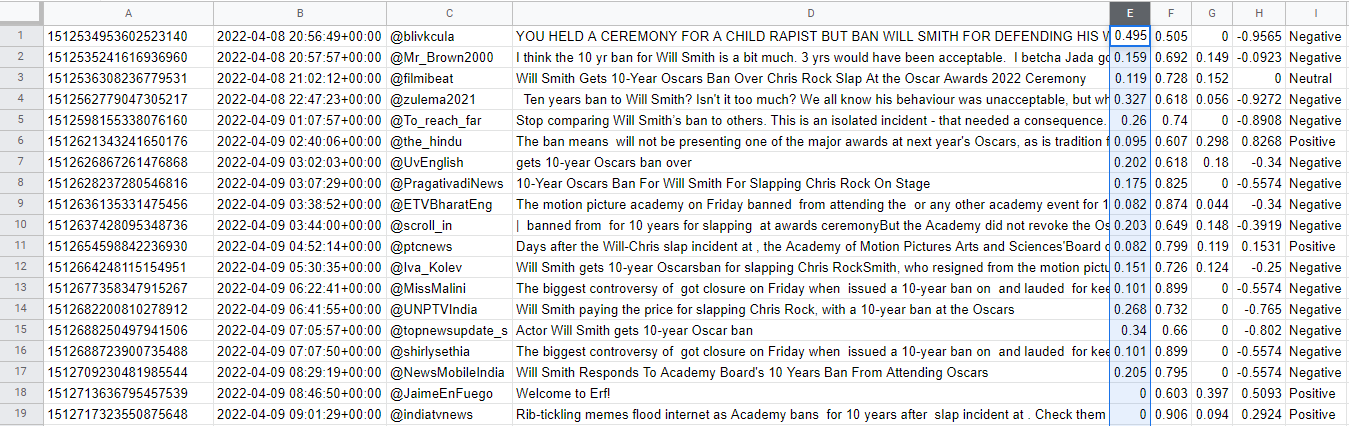 A B C D E F G H I
1 1512534953602523140 2022-04-08 20:56:49+00:00 @blivkcula YOU HELD A CEREMONY FOR A CHILD RAPIST BUT BAN WILL SMITH FOR DEFENDING HIS W 0.495 0.505 0 -0.9565 Negative
2 1512535241616936960 2022-04-08 20:57:57+00:00 @Mr_Brown2000 I think the 10 yr ban for Will Smith is a bit much. 3 yrs would have been acceptable. I betcha Jada go 0.159 0.692 0.149 -0.0923 Negative
3 1512536308236779531 2022-04-08 21:02:12+00:00 @filmibeat Will Smith Gets 10-Year Oscars Ban Over Chris Rock Slap At the Oscar Awards 2022 Ceremony 0.119 0.728 0.152 0 Neutral
4 1512562779047305217 2022-04-08 22:47:23+00:00 @zulema2021 Ten years ban to Will Smith? Isn't it too much? We all know his behaviour was unacceptable, but wh 0.327 0.618 0.056 -0.9272 Negative
5 1512598155338076160 2022-04-09 01:07:57+00:00 @To_reach_far Stop comparing Will Smith's ban to others. This is an isolated incident - that needed a consequence. 0.26 0.74 0 -0.8908 Negative
6 1512621343241650176 2022-04-09 02:40:06+00:00 @the_hindu The ban means will not be presenting one of the major awards at next year's Oscars, as is tradition f 0.095 0.607 0.298 0.8268 Positive
7 1512626867261476868 2022-04-09 03:02:03+00:00 @UvEnglish gets 10-year Oscars ban over 0.202 0.618 0.18 -0.34 Negative
8 1512628237280546816 2022-04-09 03:07:29+00:00 @PragativadiNews 10-Year Oscars Ban For Will Smith For Slapping Chris Rock On Stage 0.175 0.825 0 -0.5574 Negative
9 1512636135331475456 2022-04-09 03:38:52+00:00 @ETVBharatEng The motion picture academy on Friday banned from attending the or any other academy event for 1 0.082 0.874 0.044 -0.34 Negative
10 1512637428095348736 2022-04-09 03:44:00+00:00 @scroll_in | banned from for 10 years for slapping at awards ceremonyBut the Academy did not revoke the Os 0.203 0.649 0.148 -0.3919 Negative
11 1512654598842236930 2022-04-09 04:52:14+00:00 @ptcnews Days after the Will-Chris slap incident at , the Academy of Motion Pictures Arts and Sciences'Board o 0.082 0.799 0.119 0.1531 Positive
12 1512664248115154951 2022-04-09 05:30:35+00:00 @Iva_Kolev Will Smith gets 10-year Oscarsban for slapping Chris RockSmith, who resigned from the motion pictu 0.151 0.726 0.124 -0.25 Negative
13 1512677358347915267 2022-04-09 06:22:41+00:00 @MissMalini The biggest controversy of got closure on Friday when issued a 10-year ban on and lauded for kee 0.101 0.899 0 -0.5574 Negative
14 1512682200810278912 2022-04-09 06:41:55+00:00 @UNPTVIndia Will Smith paying the price for slapping Chris Rock, with a 10-year ban at the Oscars 0.268 0.732 0 -0.765 Negative
15 1512688250497941506 2022-04-09 07:05:57+00:00 @topnewsupdate_s Actor Will Smith gets 10-year Oscar ban 0.34 0.66 0 -0.802 Negative
16 1512688723900735488 2022-04-09 07:07:50+00:00 @shirlysethia The biggest controversy of got closure on Friday when issued a 10-year ban on and lauded for kee 0.101 0.899 0 -0.5574 Negative
17 1512709230481985544 2022-04-09 08:29:19+00:00 @NewsMobileIndia Will Smith Responds To Academy Board's 10 Years Ban From Attending Oscars 0.205 0.795 0 -0.5574 Negative
18 1512713636795457539 2022-04-09 08:46:50+00:00 @JaimeEnFuego Welcome to Erf! 0 0.603 0.397 0.5093 Positive
19 1512717323550875648 2022-04-09 09:01:29+00:00 @indiatvnews Rib-tickling memes flood internet as Academy bans for 10 years after slap incident at . Check them 0 0.906 0.094 0.2924 Positive